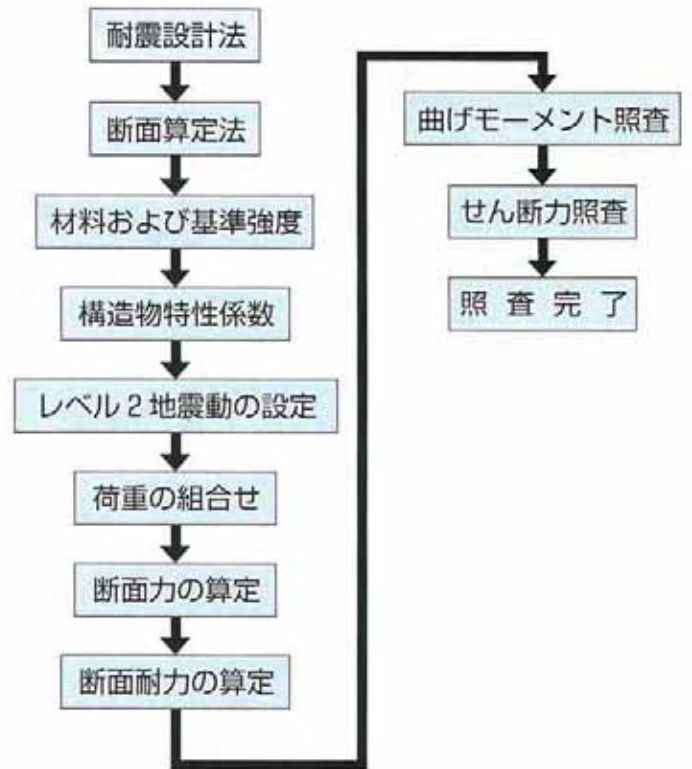 耐震設計法
断面算定法
材料および基準強度
構造物特性係数
レベル2地震動の設定
荷重の組合せ
断面力の算定
断面耐力の算定
曲げモーメント照査
せん断力照査
照査完了